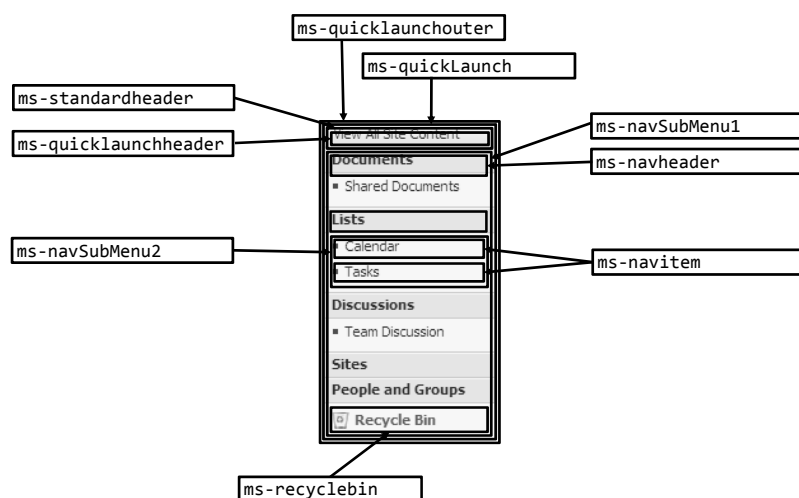 ms-quicklaunchouter
ms-quickLaunch
ms-standardheader
ms-quicklaunchheader
ms-navSubMenu1
ms-navheader
View All Site Content
Documents
Shared Documents
Lists
Calendar
Tasks
ms-navSubMenu2
ms-navitem
Discussions
Team Discussion
Sites
People and Groups
Recycle Bin
ms-recyclebin